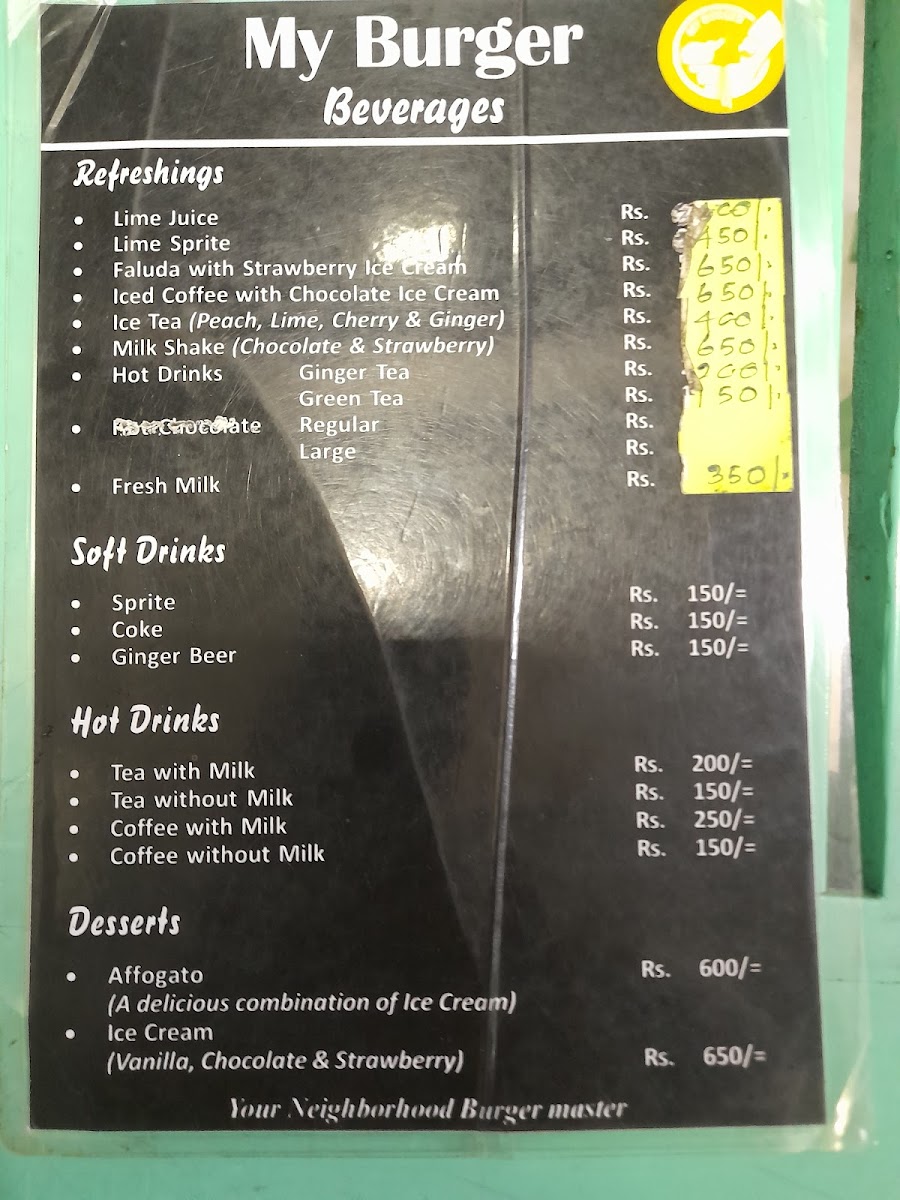 My Burger
Beverages
Refreshings
• Lime Juice Rs.
• Lime Sprite Rs. 450/.
• Faluda with Strawberry Ice Cream Rs. 650/.
• Iced Coffee with Chocolate Ice Cream Rs. 650/.
• Ice Tea (Peach, Lime, Cherry & Ginger) Rs. 400/.
• Milk Shake (Chocolate & Strawberry) Rs. 650/.
• Hot Drinks Ginger Tea Rs.
Green Tea Rs.
• Hot Chocolate Regular Rs.
Large Rs.
• Fresh Milk Rs. 350/.
Soft Drinks
• Sprite Rs. 150/=
• Coke Rs. 150/=
• Ginger Beer Rs. 150/=
Hot Drinks
• Tea with Milk Rs. 200/=
• Tea without Milk Rs. 150/=
• Coffee with Milk Rs. 250/=
• Coffee without Milk Rs. 150/=
Desserts
• Affogato Rs. 600/=
(A delicious combination of Ice Cream)
• Ice Cream
(Vanilla, Chocolate & Strawberry) Rs. 650/=
Your Neighborhood Burger master